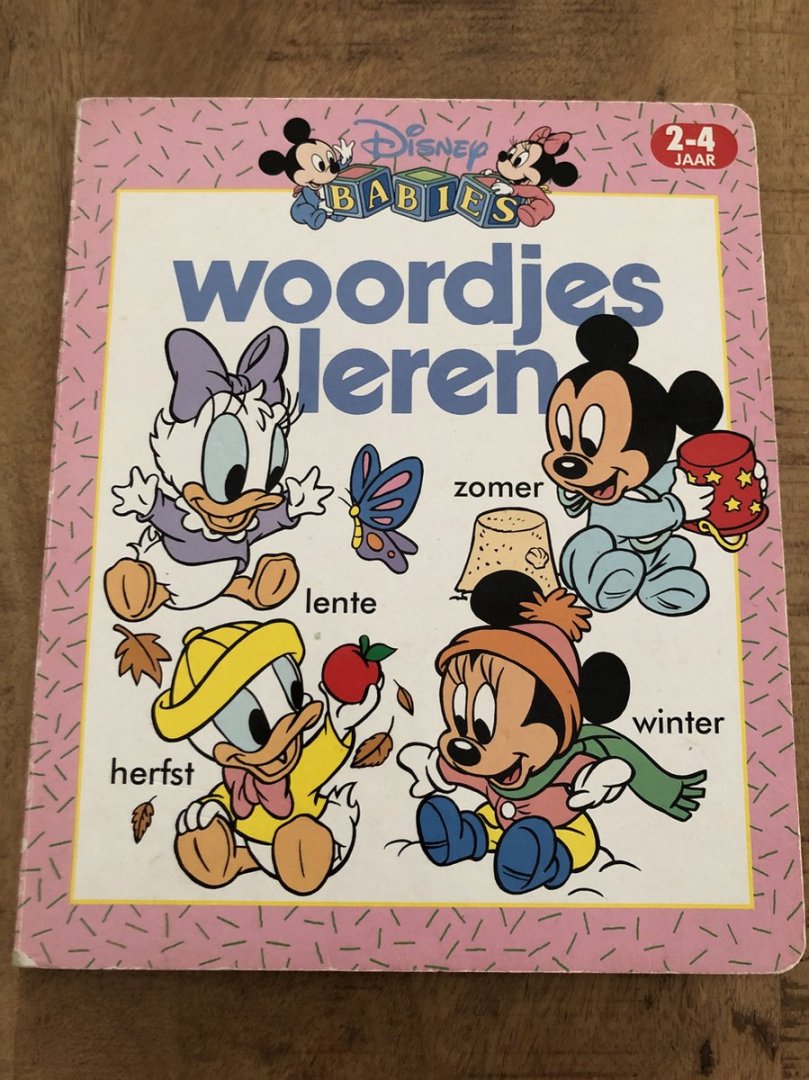 Disney
BABIES
2-4
JAAR
woordjes
leren
zomer
lente
winter
herfst